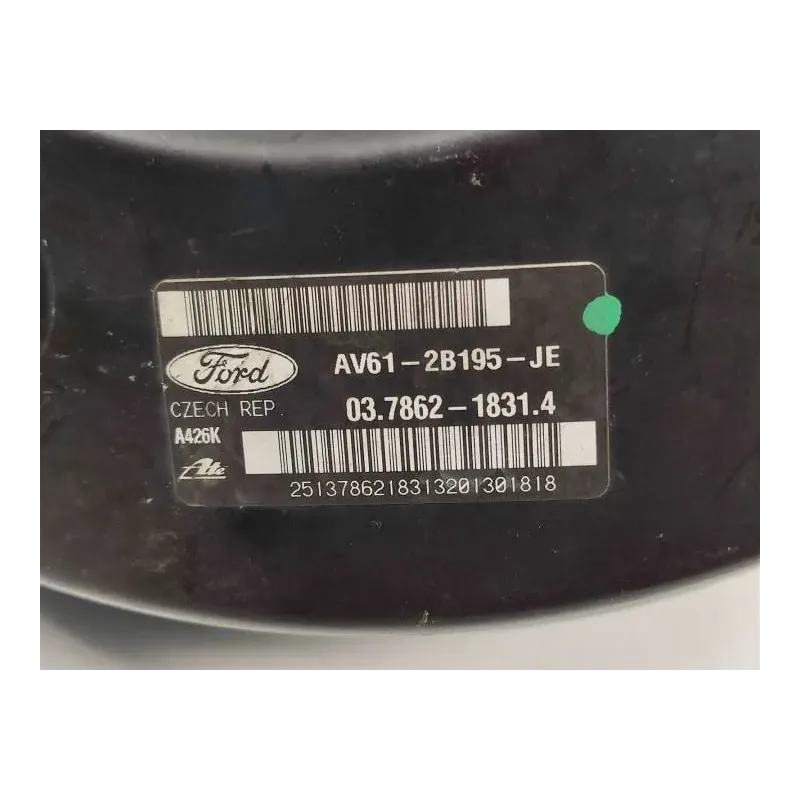 Ford
AV61-2B195-JE
CZECH REP.
03.7862-1831.4
A426K
Ate
2513786218313201301818